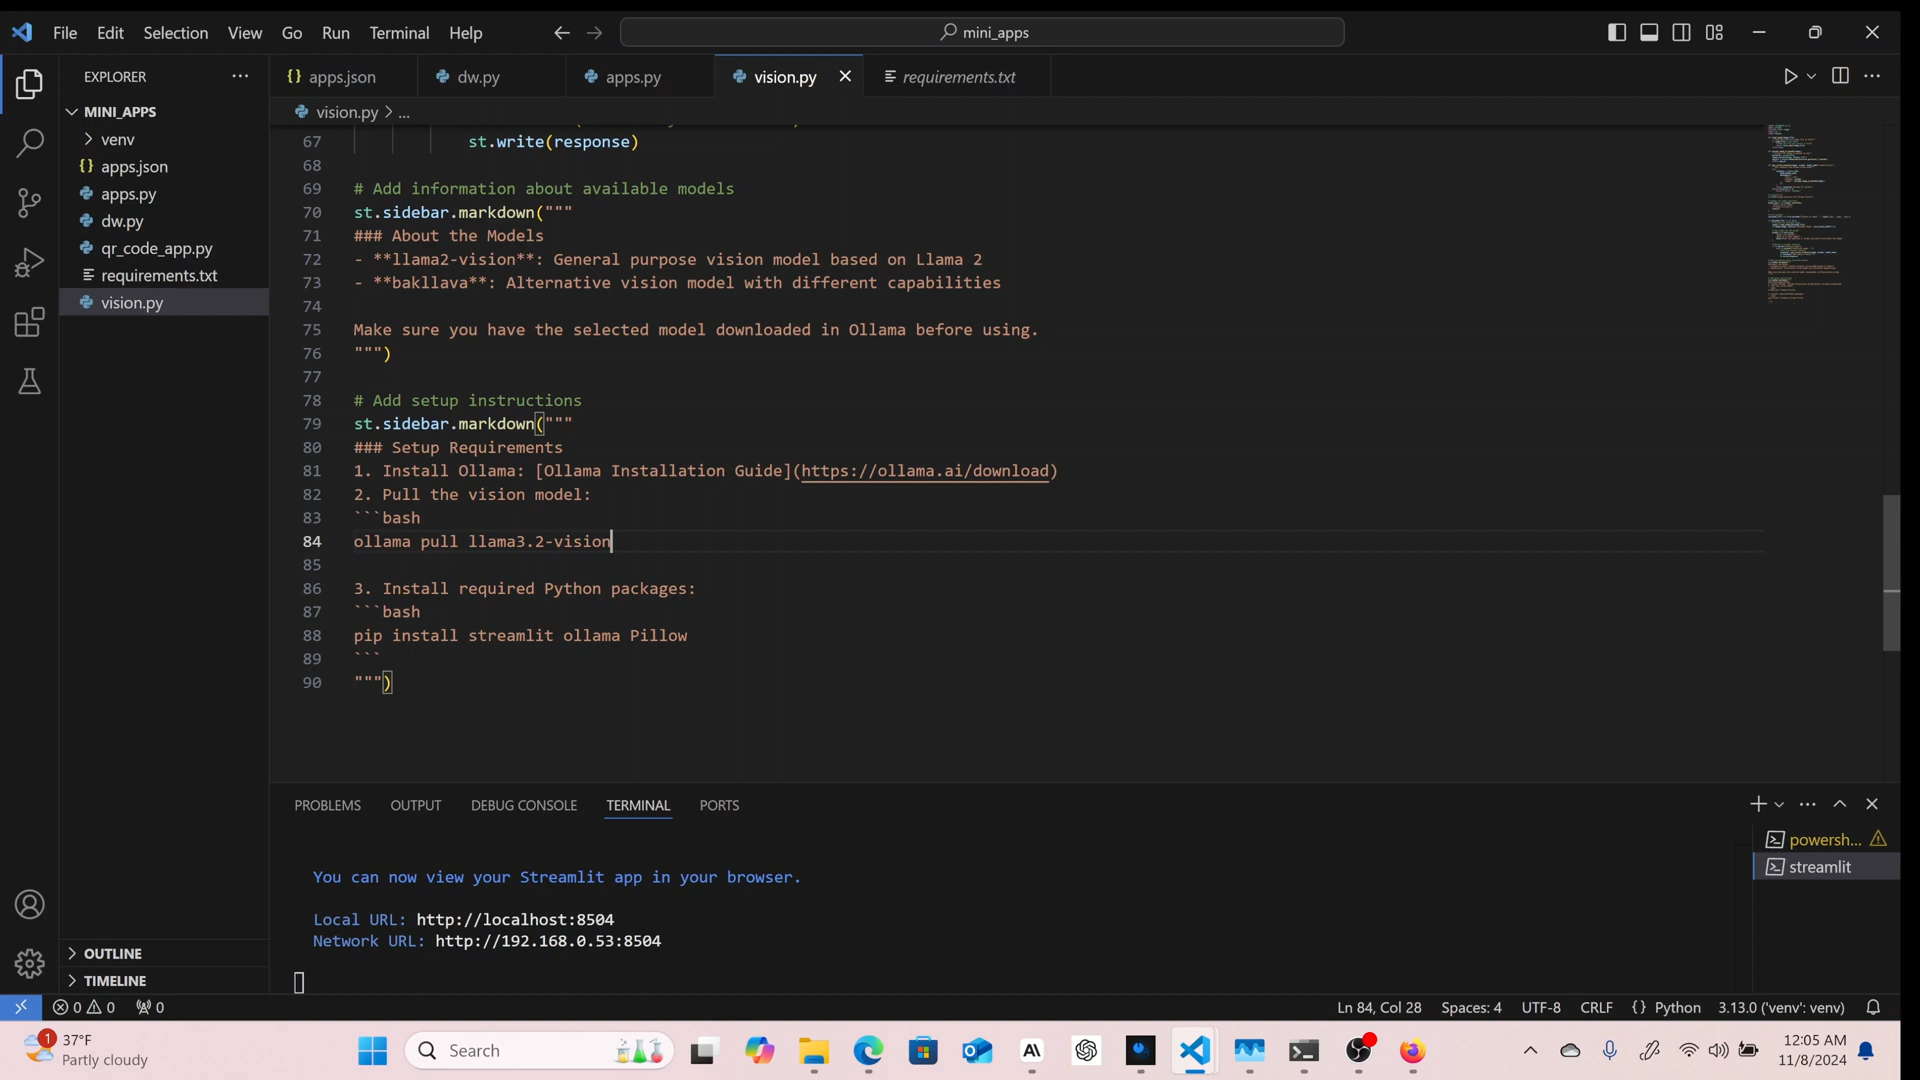 File Edit Selection View Go Run Terminal Help
mini_apps
EXPLORER
apps.json
dw.py
apps.py
vision.py
requirements.txt
MINI_APPS
venv
apps.json
apps.py
dw.py
qr_code_app.py
requirements.txt
vision.py
vision.py > ...
67 st.write(response)
68
69 # Add information about available models
70 st.sidebar.markdown("""
71 ### About the Models
72 - **llama2-vision**: General purpose vision model based on Llama 2
73 - **bakllava**: Alternative vision model with different capabilities
74
75 Make sure you have the selected model downloaded in Ollama before using.
76 """)
77
78 # Add setup instructions
79 st.sidebar.markdown("""
80 ### Setup Requirements
81 1. Install Ollama: [Ollama Installation Guide](https://ollama.ai/download)
82 2. Pull the vision model:
83 ```bash
84 ollama pull llama3.2-vision
85
86 3. Install required Python packages:
87 ```bash
88 pip install streamlit ollama Pillow
89 ```
90 """)
PROBLEMS OUTPUT DEBUG CONSOLE TERMINAL PORTS
powersh...
streamlit
You can now view your Streamlit app in your browser.
Local URL: http://localhost:8504
Network URL: http://192.168.0.53:8504
OUTLINE
TIMELINE
0 0 0
Ln 84, Col 28 Spaces: 4 UTF-8 CRLF {} Python 3.13.0 ('venv': venv)
1
37°F
Partly cloudy
Search
12:05 AM
11/8/2024